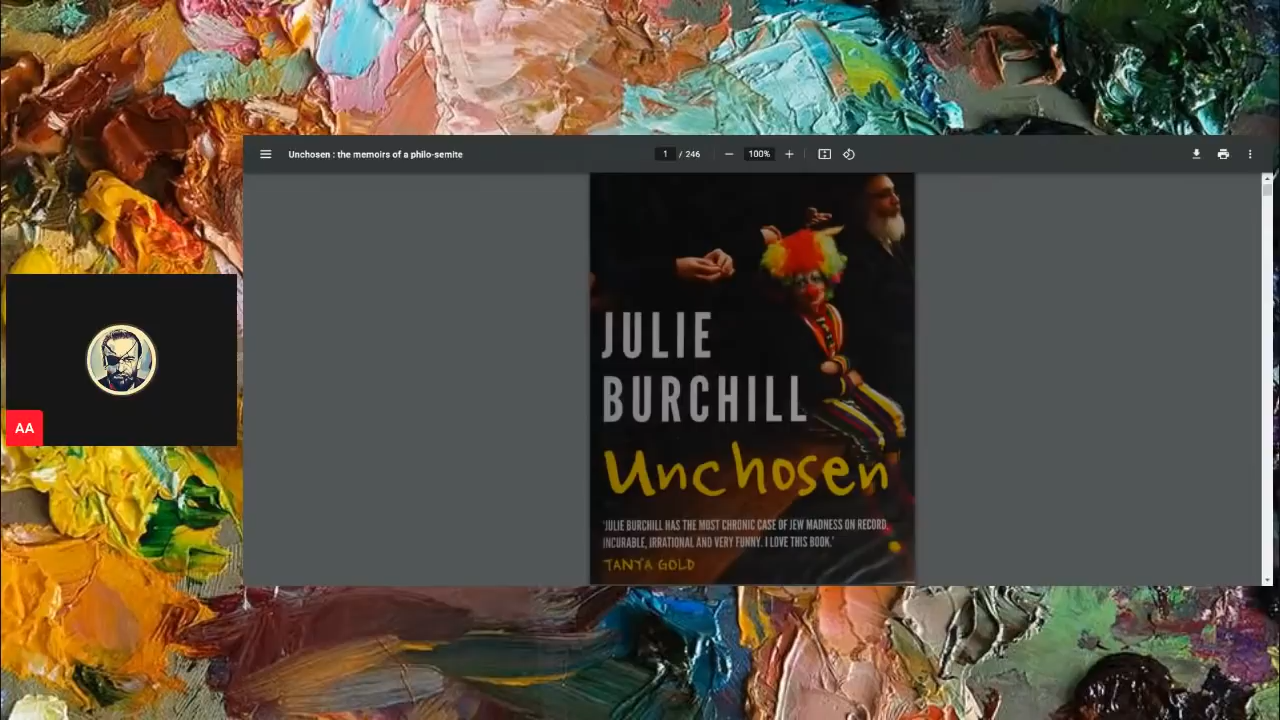 Unchosen : the memoirs of a philo-semite
1 / 246
100%
JULIE
BURCHILL
Unchosen
'JULIE BURCHILL HAS THE MOST CHRONIC CASE OF JEW MADNESS ON RECORD,
INCURABLE, IRRATIONAL AND VERY FUNNY. I LOVE THIS BOOK.'
TANYA GOLD
AA